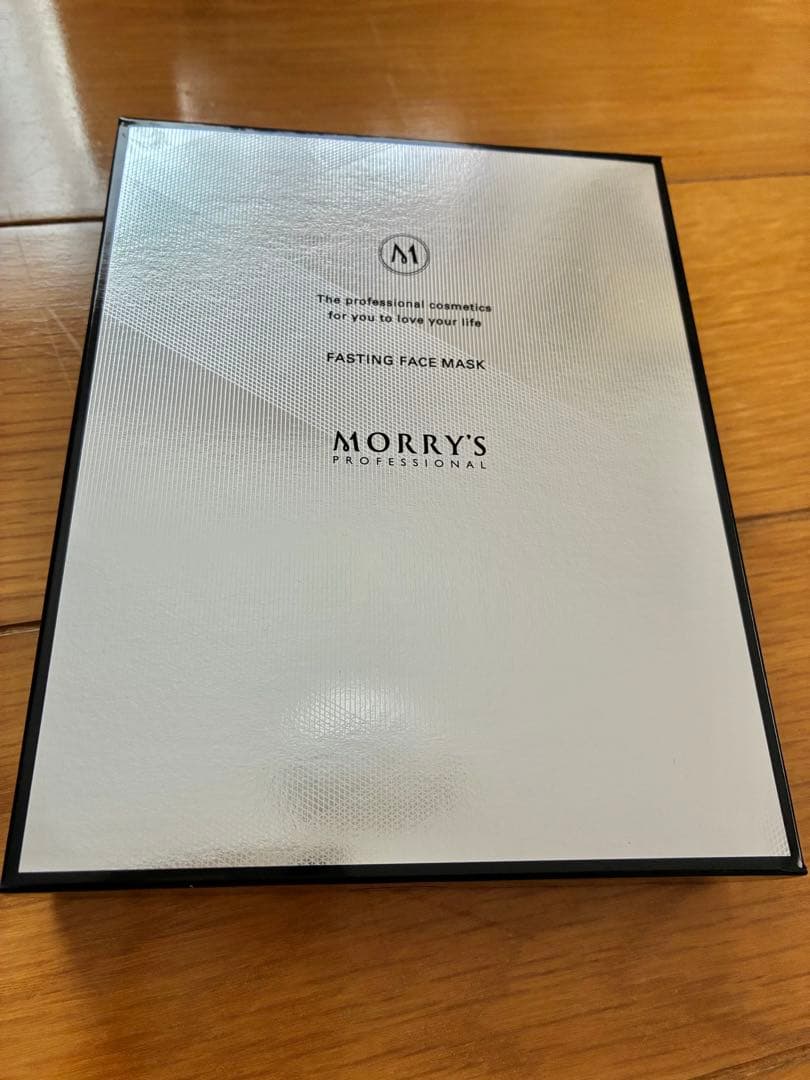 M
The professional cosmetics
for you to love your life
FASTING FACE MASK
MORRY'S
PROFESSIONAL